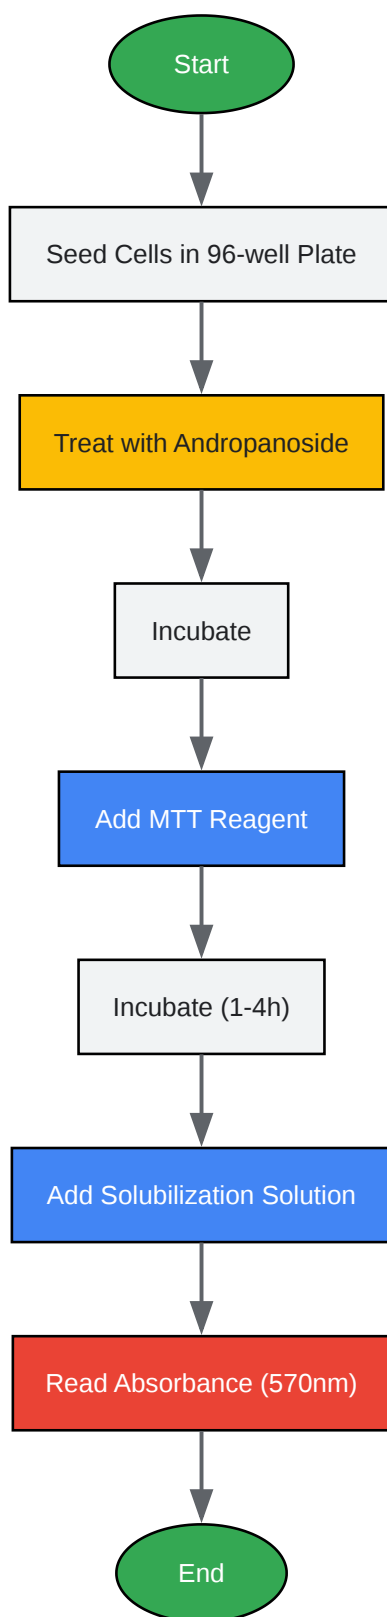 Start
Seed Cells in 96-well Plate
Treat with Andropanoside
Incubate
Add MTT Reagent
Incubate (1-4h)
Add Solubilization Solution
Read Absorbance (570nm)
End